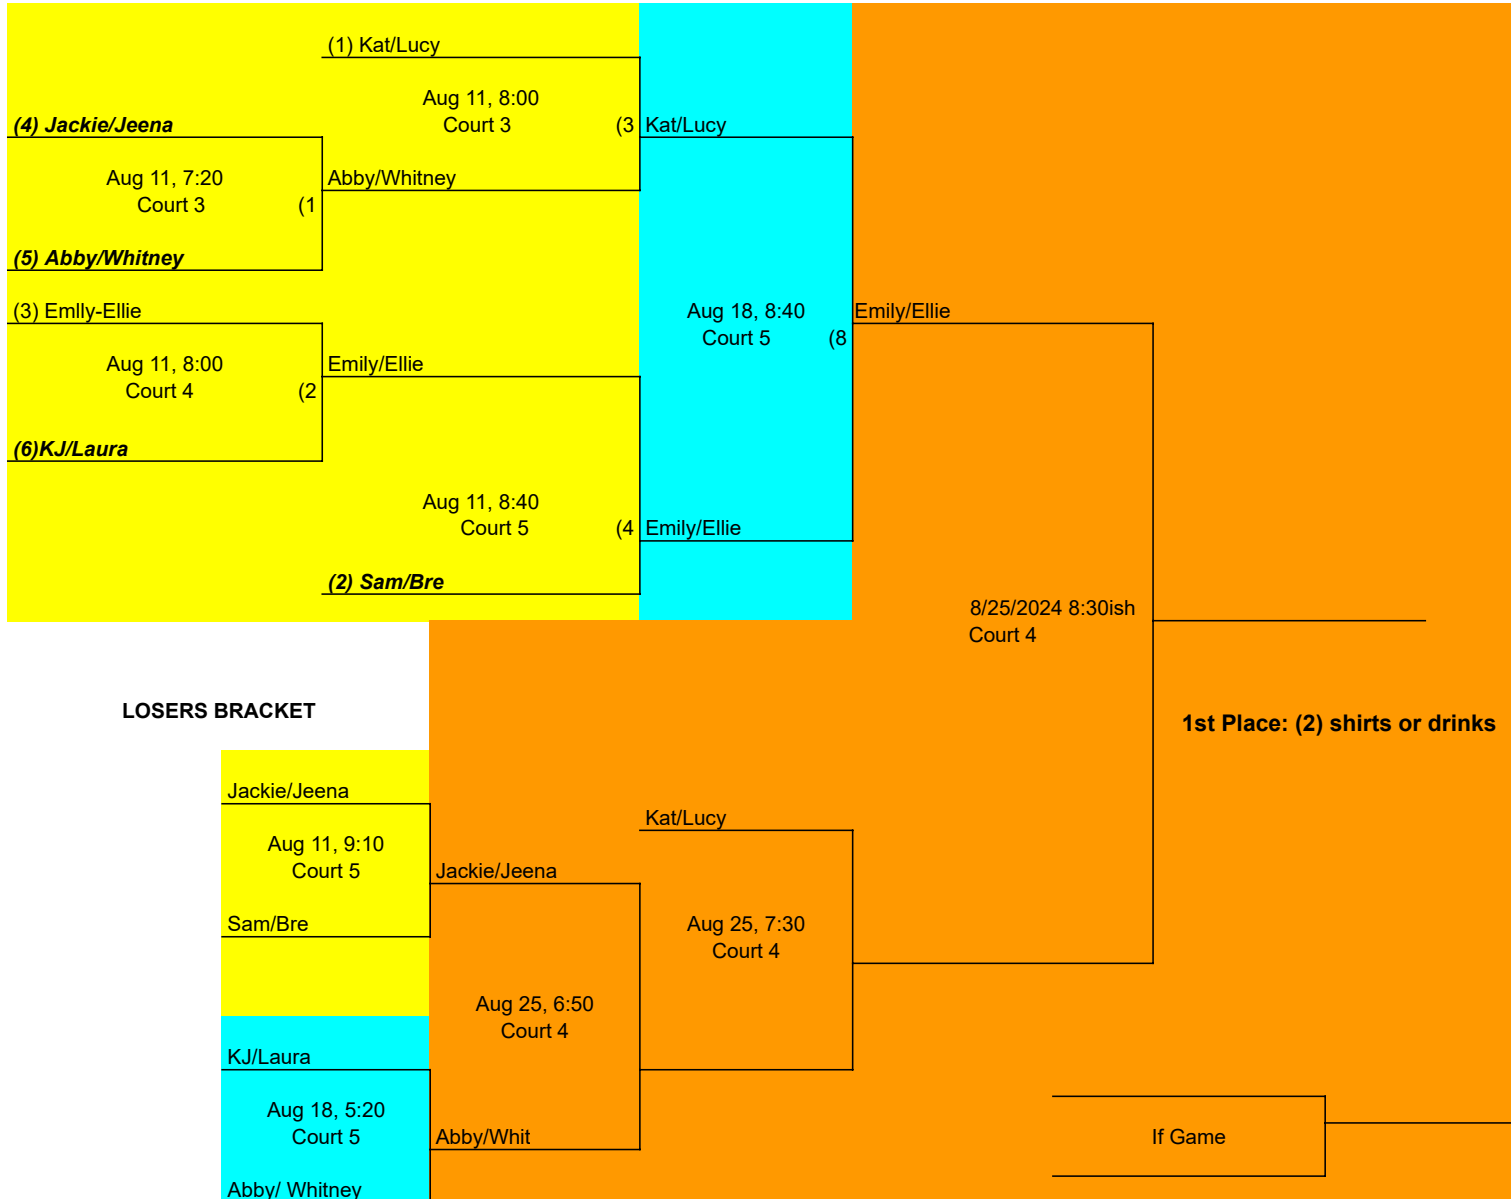 (1) Kat/Lucy
Aug 11, 8:00
Court 3
(3
(4) Jackie/Jeena
Kat/Lucy
Aug 11, 7:20
Court 3
(1
Abby/Whitney
(5) Abby/Whitney
(3) Emlly-Ellie
Aug 18, 8:40
Court 5
(8
Emily/Ellie
Aug 11, 8:00
Court 4
(2
Emily/Ellie
(6)KJ/Laura
Aug 11, 8:40
Court 5
(4
Emily/Ellie
(2) Sam/Bre
8/25/2024 8:30ish
Court 4
LOSERS BRACKET
1st Place: (2) shirts or drinks
Jackie/Jeena
Kat/Lucy
Aug 11, 9:10
Court 5
Jackie/Jeena
Sam/Bre
Aug 25, 7:30
Court 4
Aug 25, 6:50
Court 4
KJ/Laura
Aug 18, 5:20
Court 5
Abby/Whit
If Game
Abby/ Whitney